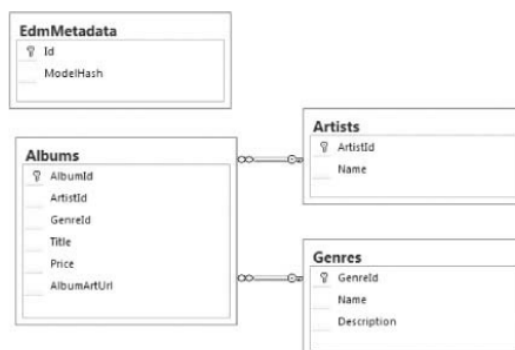 EdmMetadata
Id
ModelHash
Albums
AlbumId
ArtistId
GenreId
Title
Price
AlbumArtUrl
Artists
ArtistId
Name
Genres
GenreId
Name
Description